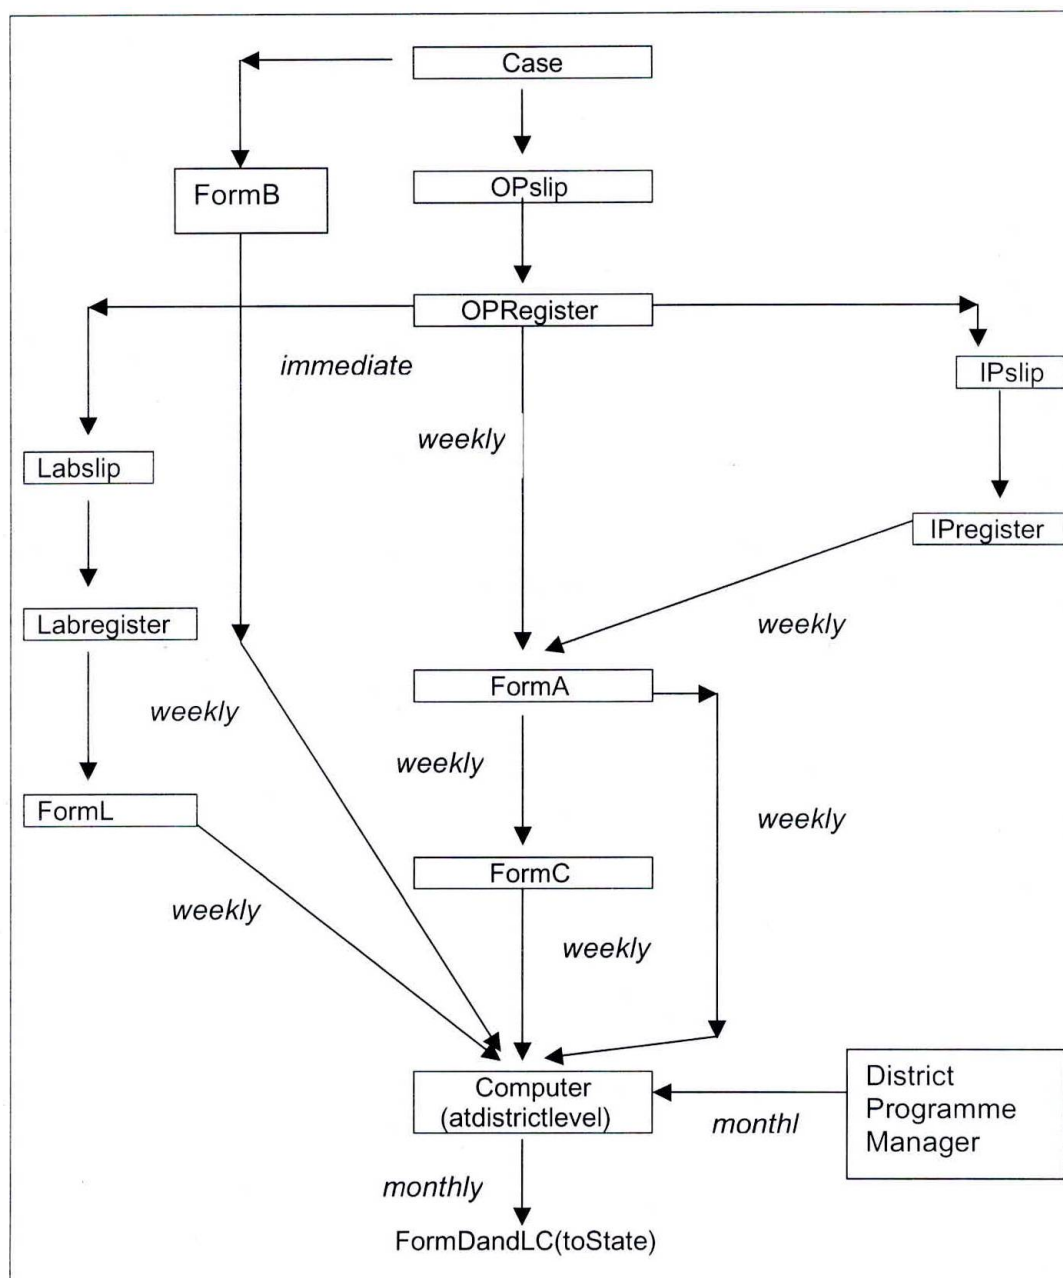 Case
FormB
OPslip
OPRegister
immediate
IPslip
weekly
Labslip
IPregister
Labregister
weekly
FormA
weekly
weekly
FormL
weekly
FormC
weekly
weekly
Computer
(atdistrictlevel)
District
Programme
Manager
monthl
monthly
FormDandLC(toState)